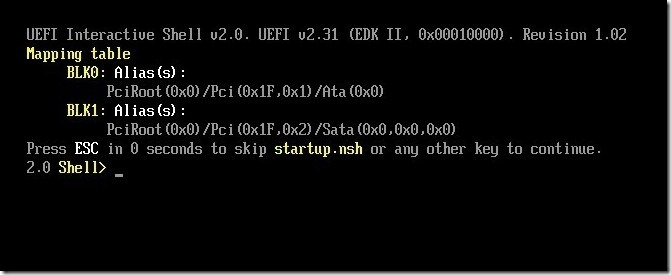 UEFI Interactive Shell v2.0. UEFI v2.31 (EDK II, 0x00010000). Revision 1.02
Mapping table
BLK0: Alias(s):
PciRoot(0x0)/Pci(0x1F,0x1)/Ata(0x0)
BLK1: Alias(s):
PciRoot(0x0)/Pci(0x1F,0x2)/Sata(0x0,0x0,0x0)
Press ESC in 0 seconds to skip startup.nsh or any other key to continue.
2.0 Shell> _